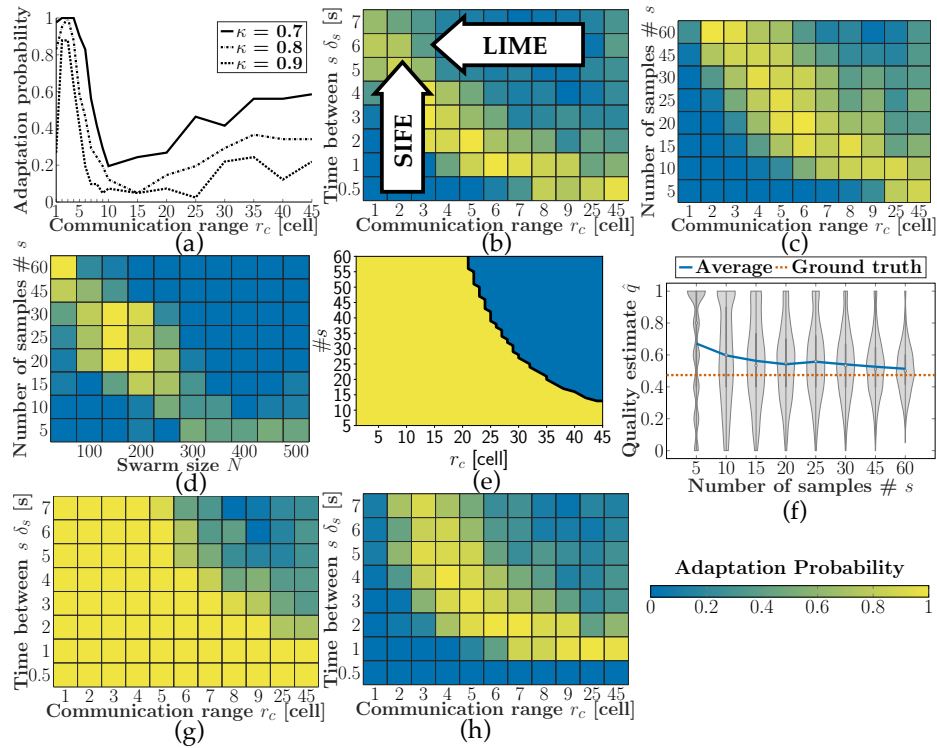 Adaptation probability
1
0.8
0.6
0.4
0.2
0
κ = 0.7
κ = 0.8
κ = 0.9
5 10 15 20 25 30 35 40 45
Communication range r_c [cell]
(a)
Time between s δ_s [s]
7
6
5
4
3
2
1
0.5
LIME
SIFE
1 2 3 4 5 6 7 8 9 25 45
Communication range r_c [cell]
(b)
Number of samples # s
60
45
30
25
20
15
10
5
1 2 3 4 5 6 7 8 9 25 45
Communication range r_c [cell]
(c)
Number of samples # s
60
45
30
25
20
15
10
5
100 200 300 400 500
Swarm size N
(d)
#s
60
55
50
45
40
35
30
25
20
15
10
5
5 10 15 20 25 30 35 40 45
r_c [cell]
(e)
Average Ground truth
Quality estimate q̂
1
0.8
0.6
0.4
0.2
0
5 10 15 20 25 30 45 60
Number of samples # s
(f)
Time between s δ_s [s]
7
6
5
4
3
2
1
0.5
1 2 3 4 5 6 7 8 9 25 45
Communication range r_c [cell]
(g)
Time between s δ_s [s]
7
6
5
4
3
2
1
0.5
1 2 3 4 5 6 7 8 9 25 45
Communication range r_c [cell]
(h)
Adaptation Probability
0 0.2 0.4 0.6 0.8 1